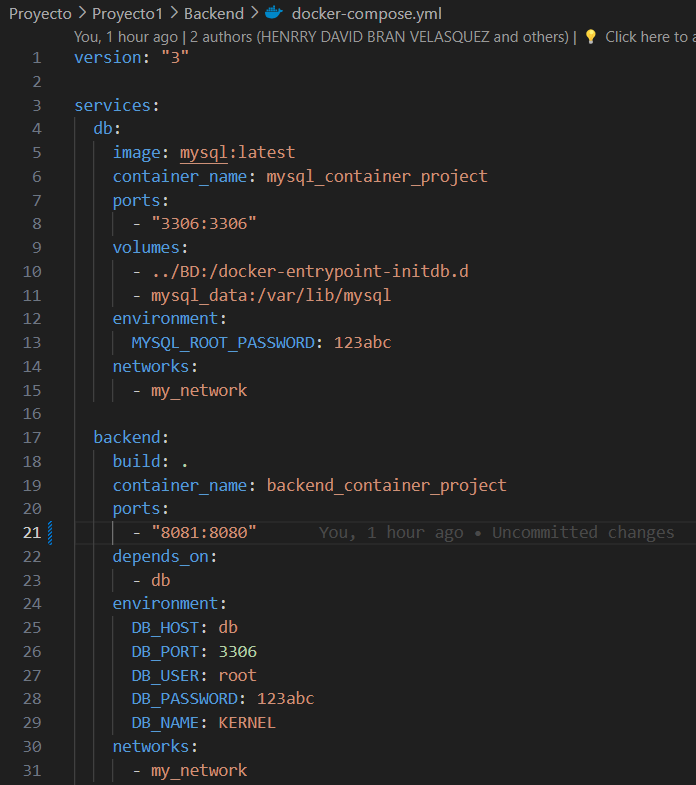 Proyecto > Proyecto1 > Backend > docker-compose.yml
You, 1 hour ago | 2 authors (HENRRY DAVID BRAN VELASQUEZ and others) | 💡 Click here to a
1 version: "3"
2
3 services:
4 db:
5 image: mysql:latest
6 container_name: mysql_container_project
7 ports:
8 - "3306:3306"
9 volumes:
10 - ../BD:/docker-entrypoint-initdb.d
11 - mysql_data:/var/lib/mysql
12 environment:
13 MYSQL_ROOT_PASSWORD: 123abc
14 networks:
15 - my_network
16
17 backend:
18 build: .
19 container_name: backend_container_project
20 ports:
21 - "8081:8080" You, 1 hour ago • Uncommitted changes
22 depends_on:
23 - db
24 environment:
25 DB_HOST: db
26 DB_PORT: 3306
27 DB_USER: root
28 DB_PASSWORD: 123abc
29 DB_NAME: KERNEL
30 networks:
31 - my_network